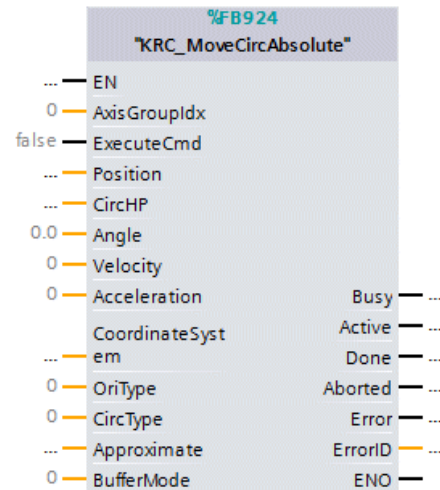 %FB924
"KRC_MoveCircAbsolute"
... EN
0 AxisGroupIdx
false ExecuteCmd
... Position
... CircHP
0.0 Angle
0 Velocity
0 Acceleration Busy ...
CoordinateSyst Active ...
... em Done ...
0 OriType Aborted ...
0 CircType Error ...
... Approximate ErrorID ...
0 BufferMode ENO